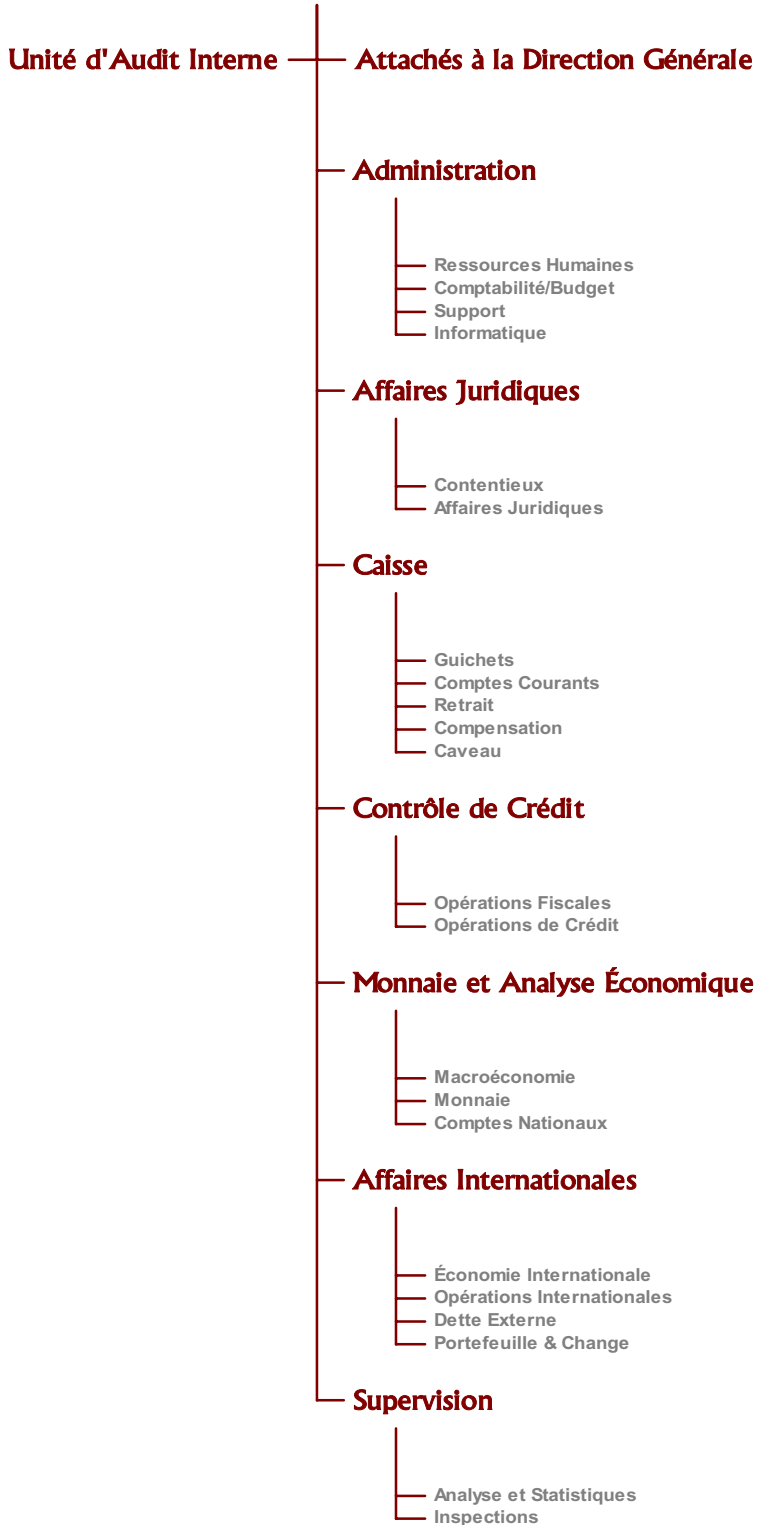 Unité d'Audit Interne
Attachés à la Direction Générale
Administration
Ressources Humaines
Comptabilité/Budget
Support
Informatique
Affaires Juridiques
Contentieux
Affaires Juridiques
Caisse
Guichets
Comptes Courants
Retrait
Compensation
Caveau
Contrôle de Crédit
Opérations Fiscales
Opérations de Crédit
Monnaie et Analyse Économique
Macroéconomie
Monnaie
Comptes Nationaux
Affaires Internationales
Économie Internationale
Opérations Internationales
Dette Externe
Portefeuille & Change
Supervision
Analyse et Statistiques
Inspections